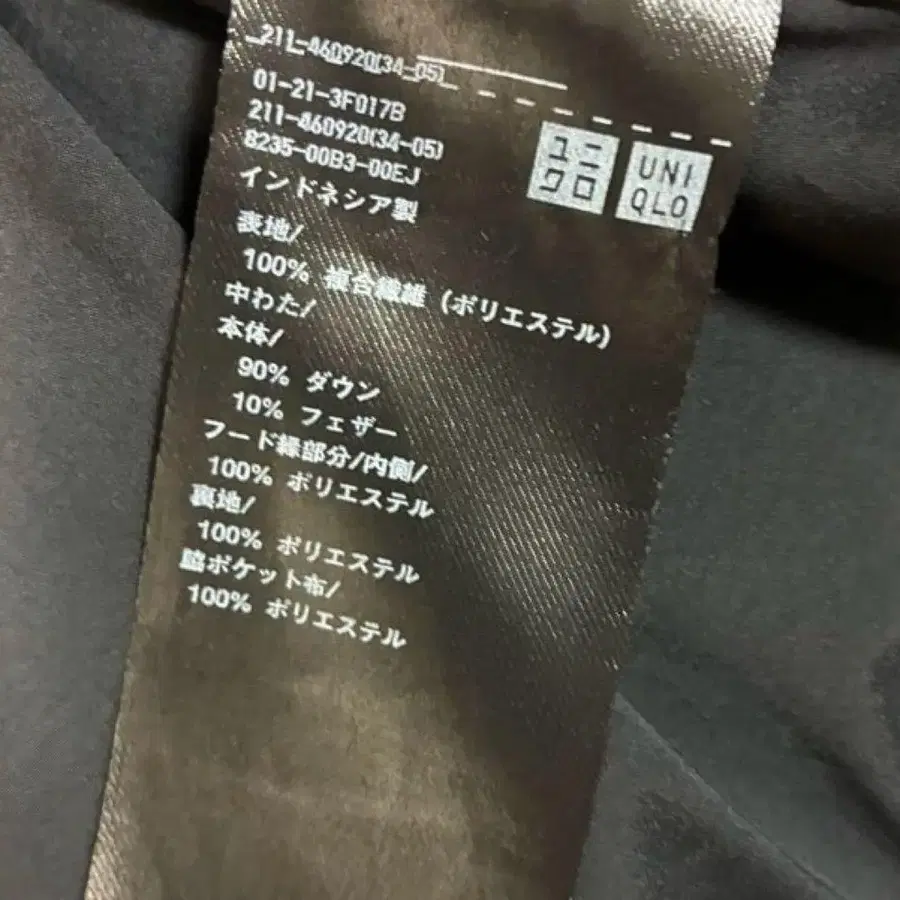 211-460920(34-05)
01-21-3F017B
211-460920(34-05)
8235-00B3-00EJ
インドネシア製
ユニ
クロ
UNI
QLO
表地/
100% 複合繊維 (ポリエステル)
中わた/
本体/
90% ダウン
10% フェザー
フード縁部分/内側/
100% ポリエステル
裏地/
100% ポリエステル
脇ポケット布/
100% ポリエステル